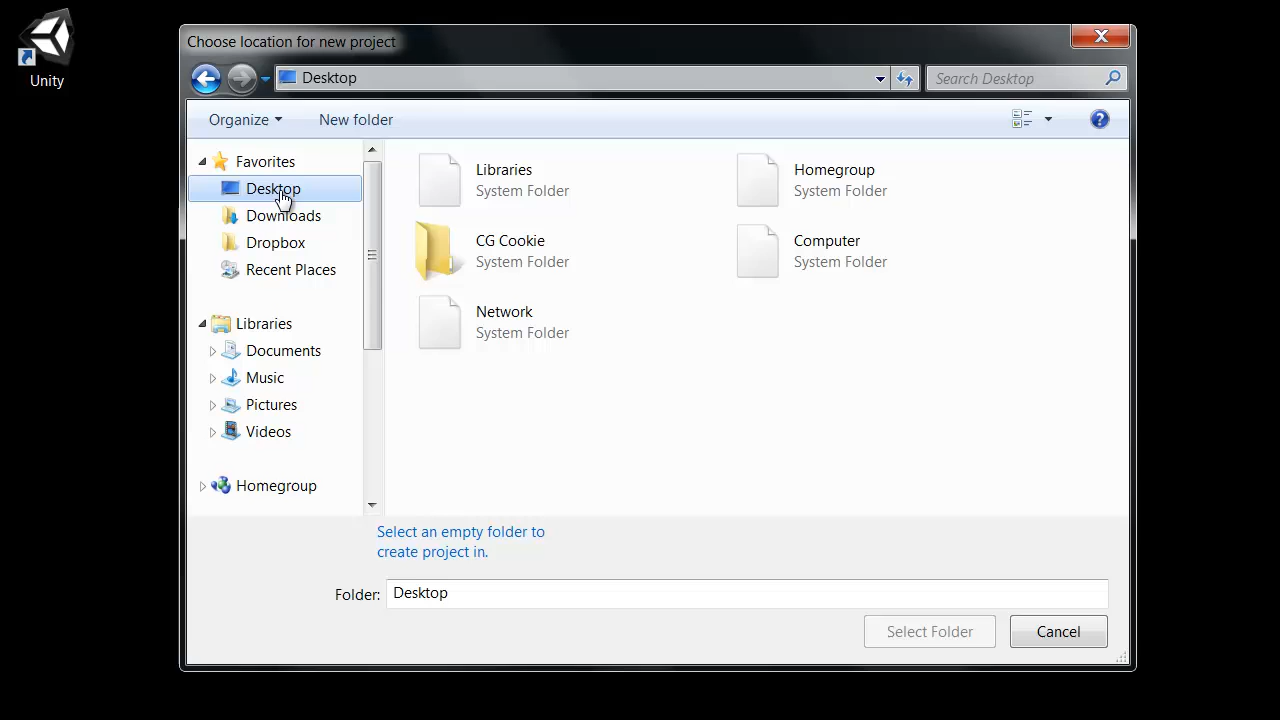 Unity
Choose location for new project
Desktop
Search Desktop
Organize
New folder
Favorites
Desktop
Downloads
Dropbox
Recent Places
Libraries
Documents
Music
Pictures
Videos
Homegroup
Libraries
System Folder
Homegroup
System Folder
CG Cookie
System Folder
Computer
System Folder
Network
System Folder
Select an empty folder to
create project in.
Folder: Desktop
Select Folder
Cancel